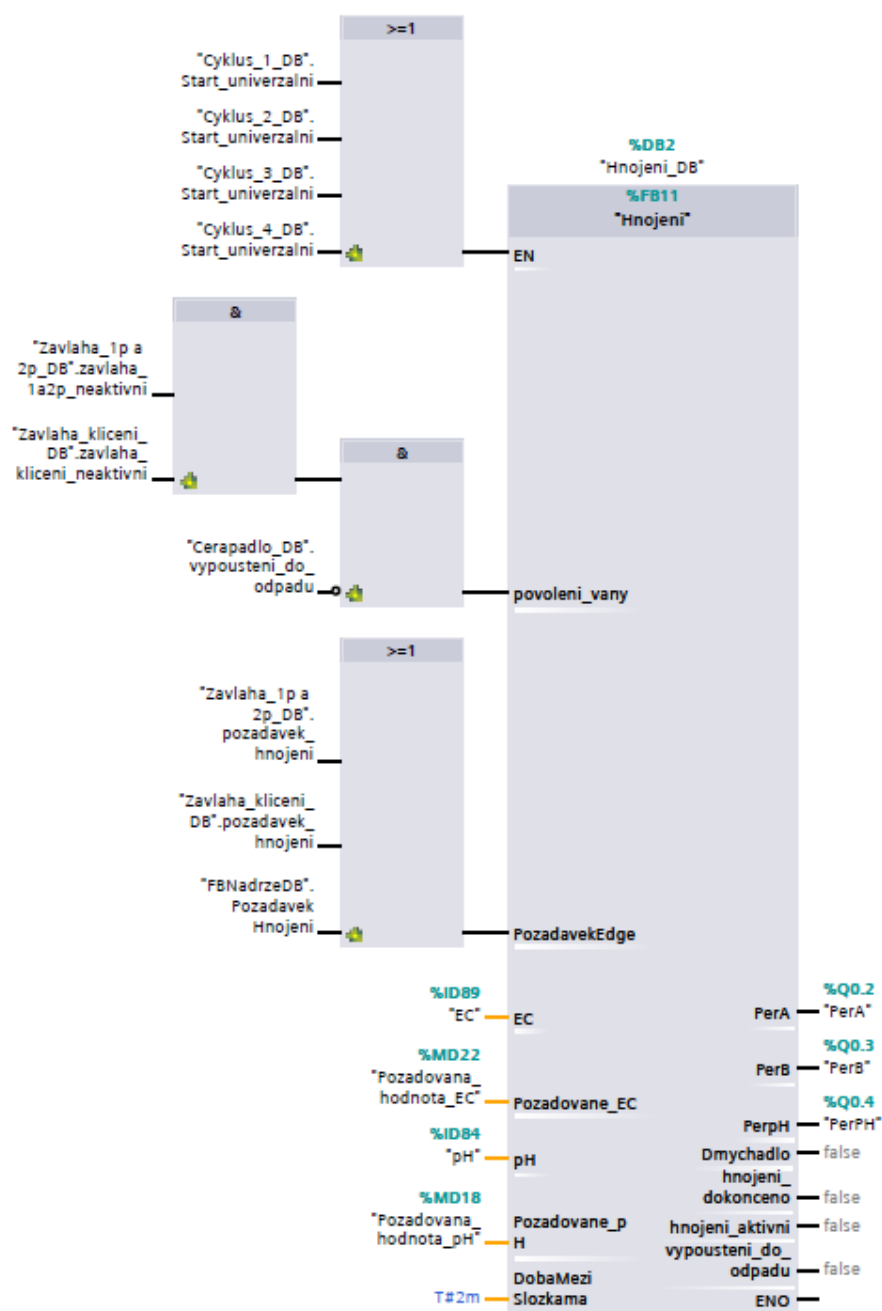 >=1
"Cyklus_1_DB".
Start_univerzalni
"Cyklus_2_DB".
Start_univerzalni
"Cyklus_3_DB".
Start_univerzalni
"Cyklus_4_DB".
Start_univerzalni
%DB2
"Hnojeni_DB"
%FB11
"Hnojeni"
EN
&
"Zavlaha_1p a
2p_DB".zavlaha_
1a2p_neaktivni
"Zavlaha_kliceni_
DB".zavlaha_
kliceni_neaktivni
&
"Cerapadlo_DB".
vypousteni_do_
odpadu
povoleni_vany
>=1
"Zavlaha_1p a
2p_DB".
pozadavek_
hnojeni
"Zavlaha_kliceni_
DB".pozadavek_
hnojeni
"FBNadrzeDB".
Pozadavek
Hnojeni
PozadavekEdge
%ID89
"EC"
EC
%MD22
"Pozadovana_
hodnota_EC"
Pozadovane_EC
%ID84
"pH"
pH
%MD18
"Pozadovana_
hodnota_pH"
Pozadovane_p
H
T#2m
DobaMezi
Slozkama
PerA
%Q0.2
"PerA"
PerB
%Q0.3
"PerB"
PerpH
%Q0.4
"PerPH"
Dmychadlo
false
hnojeni_
dokonceno
false
hnojeni_aktivni
false
vypousteni_do_
odpadu
false
ENO